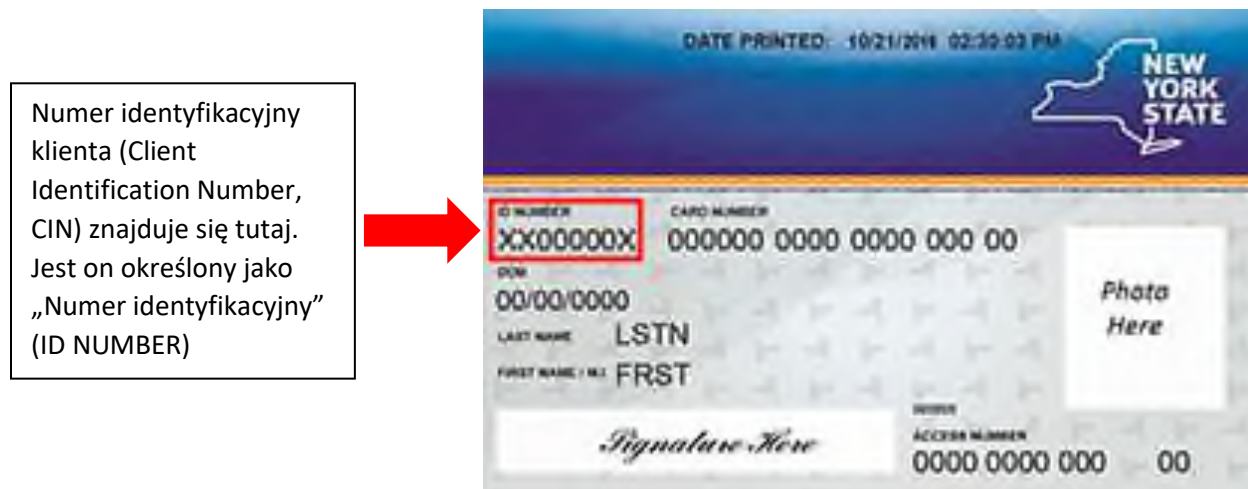 Numer identyfikacyjny
klienta (Client
Identification Number,
CIN) znajduje się tutaj.
Jest on określony jako
„Numer identyfikacyjny”
(ID NUMBER)
DATE PRINTED: 10/21/2016 02:30:03 PM
NEW
YORK
STATE
ID NUMBER CARD NUMBER
XX00000X 000000 0000 0000 000 00
00/00/0000
LAST NAME LSTN
FIRST NAME / M.I. FRST
Photo
Here
Signature Here
ACCESS NUMBER
0000 0000 000 00